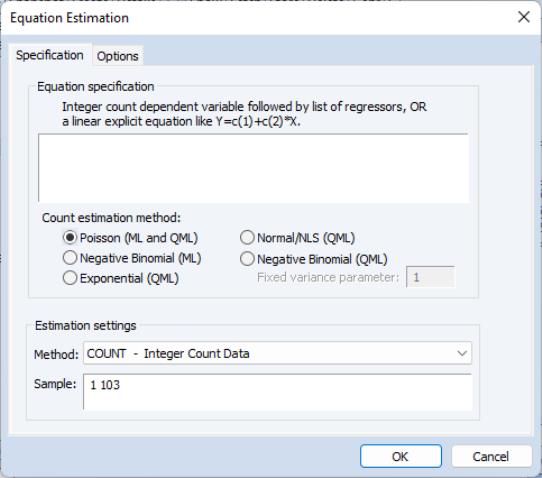 Equation Estimation
Specification Options
Equation specification
Integer count dependent variable followed by list of regressors, OR
a linear explicit equation like Y=c(1)+c(2)*X.
Count estimation method:
Poisson (ML and QML)
Normal/NLS (QML)
Negative Binomial (ML)
Negative Binomial (QML)
Exponential (QML)
Fixed variance parameter: 1
Estimation settings
Method: COUNT - Integer Count Data
Sample: 1 103
OK Cancel